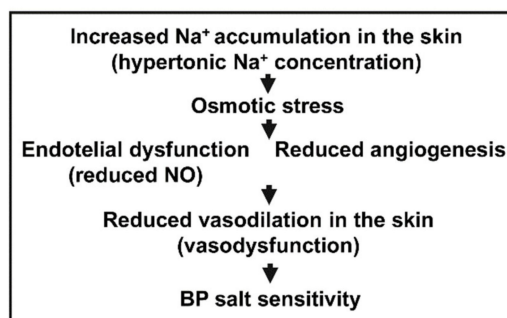 Increased Na⁺ accumulation in the skin
(hypertonic Na⁺ concentration)
Osmotic stress
Endotelial dysfunction Reduced angiogenesis
(reduced NO)
Reduced vasodilation in the skin
(vasodysfunction)
BP salt sensitivity